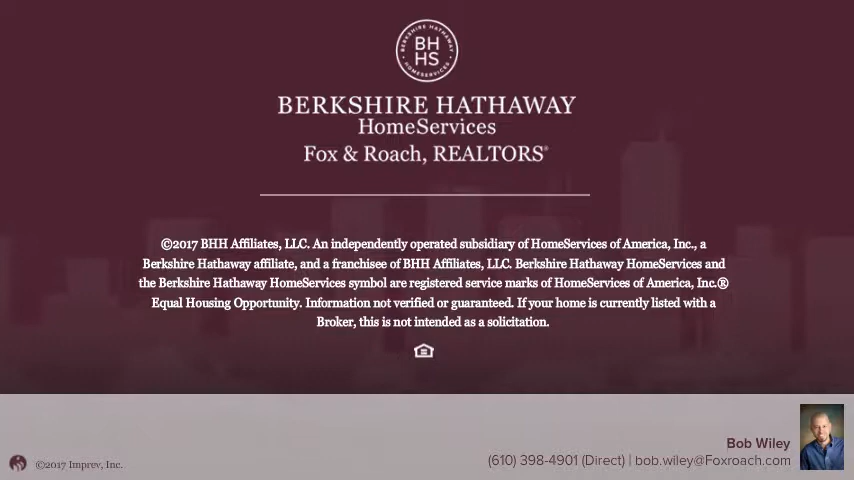 BERKSHIRE HATHAWAY
HOMESERVICES
BH
HS
BERKSHIRE HATHAWAY
HomeServices
Fox & Roach, REALTORS®
©2017 BHH Affiliates, LLC. An independently operated subsidiary of HomeServices of America, Inc., a
Berkshire Hathaway affiliate, and a franchisee of BHH Affiliates, LLC. Berkshire Hathaway HomeServices and
the Berkshire Hathaway HomeServices symbol are registered service marks of HomeServices of America, Inc.®
Equal Housing Opportunity. Information not verified or guaranteed. If your home is currently listed with a
Broker, this is not intended as a solicitation.
Bob Wiley
(610) 398-4901 (Direct) | bob.wiley@Foxroach.com
©2017 Imprev, Inc.